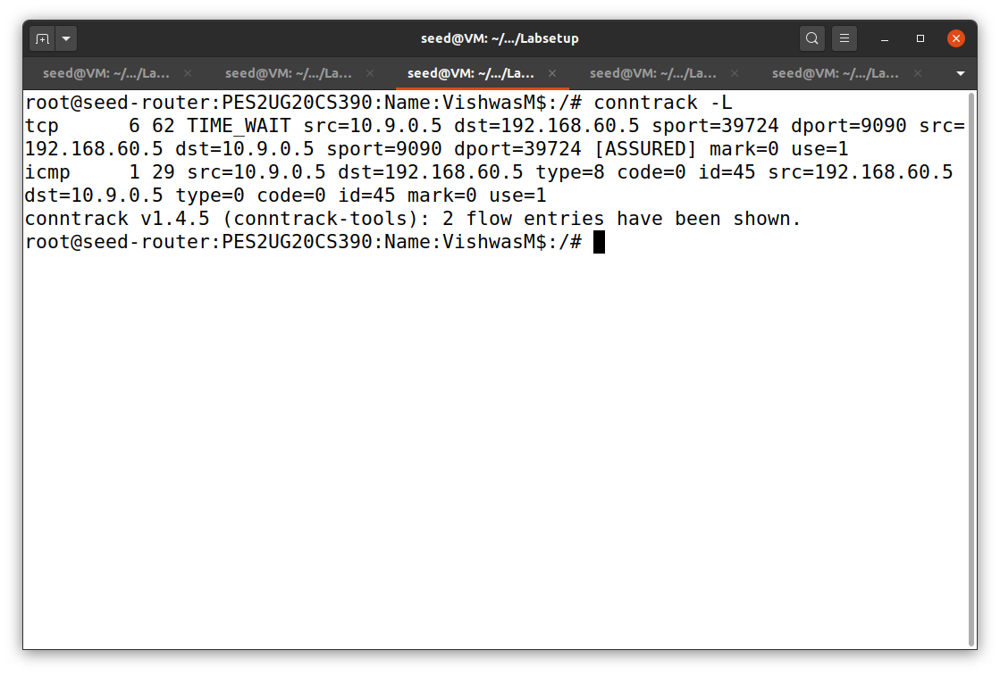 seed@VM: ~/.../Labsetup
seed@VM: ~/.../La... seed@VM: ~/.../La... seed@VM: ~/.../La... seed@VM: ~/.../La... seed@VM: ~/.../La...
root@seed-router:PES2UG20CS390:Name:VishwasM$:/# conntrack -L
tcp      6 62 TIME_WAIT src=10.9.0.5 dst=192.168.60.5 sport=39724 dport=9090 src=
192.168.60.5 dst=10.9.0.5 sport=9090 dport=39724 [ASSURED] mark=0 use=1
icmp     1 29 src=10.9.0.5 dst=192.168.60.5 type=8 code=0 id=45 src=192.168.60.5
dst=10.9.0.5 type=0 code=0 id=45 mark=0 use=1
conntrack v1.4.5 (conntrack-tools): 2 flow entries have been shown.
root@seed-router:PES2UG20CS390:Name:VishwasM$:/#